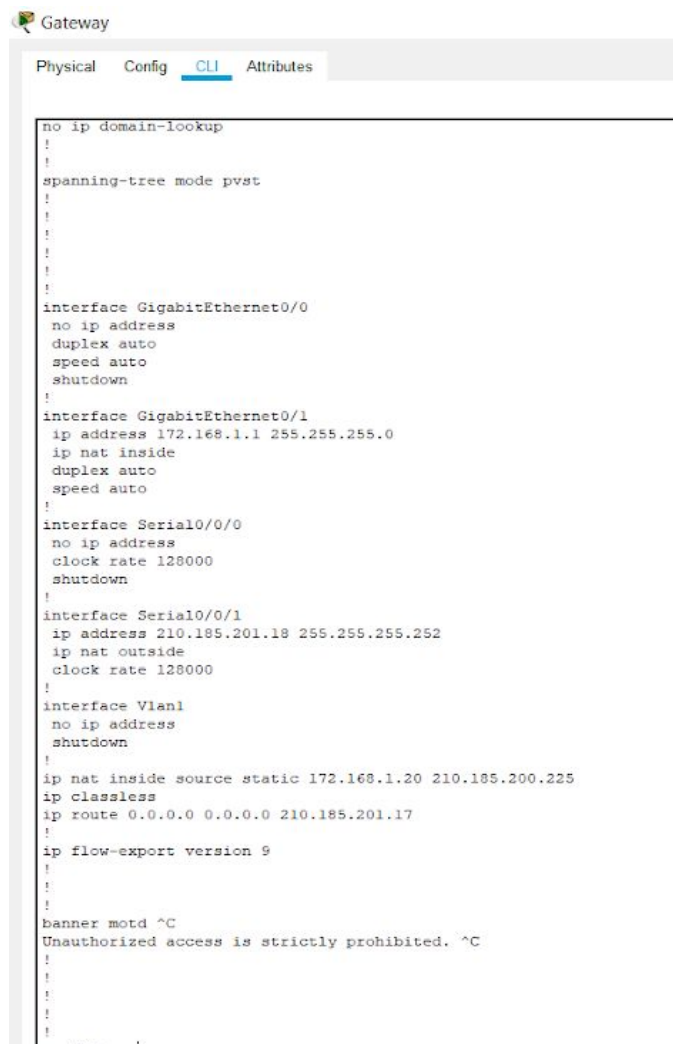 Gateway
Physical Config CLI Attributes
no ip domain-lookup
!
!
spanning-tree mode pvst
!
!
!
!
!
!
interface GigabitEthernet0/0
no ip address
duplex auto
speed auto
shutdown
!
interface GigabitEthernet0/1
ip address 172.168.1.1 255.255.255.0
ip nat inside
duplex auto
speed auto
!
interface Serial0/0/0
no ip address
clock rate 128000
shutdown
!
interface Serial0/0/1
ip address 210.185.201.18 255.255.255.252
ip nat outside
clock rate 128000
!
interface Vlan1
no ip address
shutdown
!
ip nat inside source static 172.168.1.20 210.185.200.225
ip classless
ip route 0.0.0.0 0.0.0.0 210.185.201.17
!
ip flow-export version 9
!
!
!
banner motd ^C
Unauthorized access is strictly prohibited. ^C
!
!
!
!
!